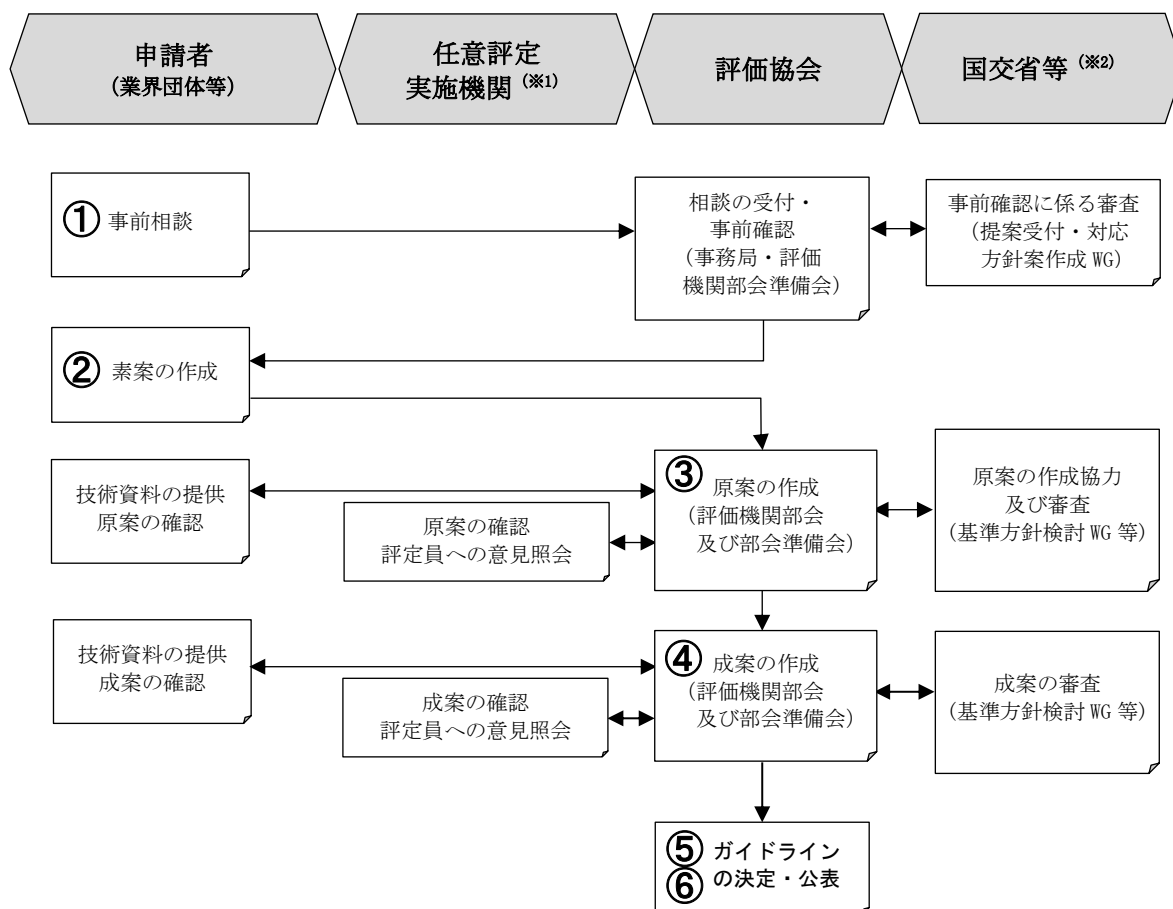 申請者
(業界団体等)
任意評定
実施機関 (※1)
評価協会
国交省等 (※2)
① 事前相談
相談の受付・
事前確認
(事務局・評価
機関部会準備会)
事前確認に係る審査
(提案受付・対応
方針案作成 WG)
② 素案の作成
技術資料の提供
原案の確認
原案の確認
評定員への意見照会
③ 原案の作成
(評価機関部会
及び部会準備会)
原案の作成協力
及び審査
(基準方針検討 WG 等)
技術資料の提供
成案の確認
成案の確認
評定員への意見照会
④ 成案の作成
(評価機関部会
及び部会準備会)
成案の審査
(基準方針検討 WG 等)
⑤ ガイドライン
⑥ の決定・公表